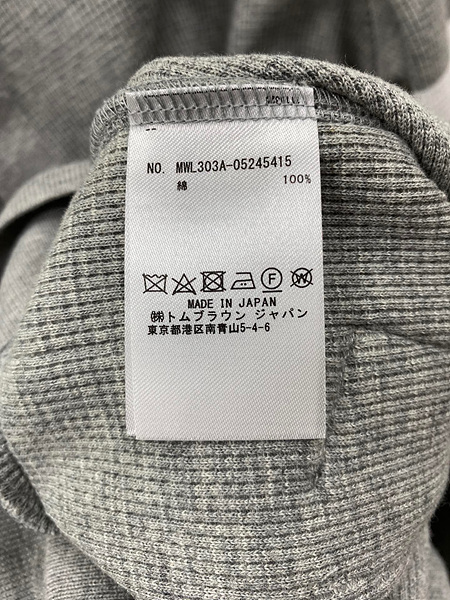 NO. MWL303A-05245415
綿 100%
MADE IN JAPAN
㈱トムブラウン ジャパン
東京都港区南青山5-4-6